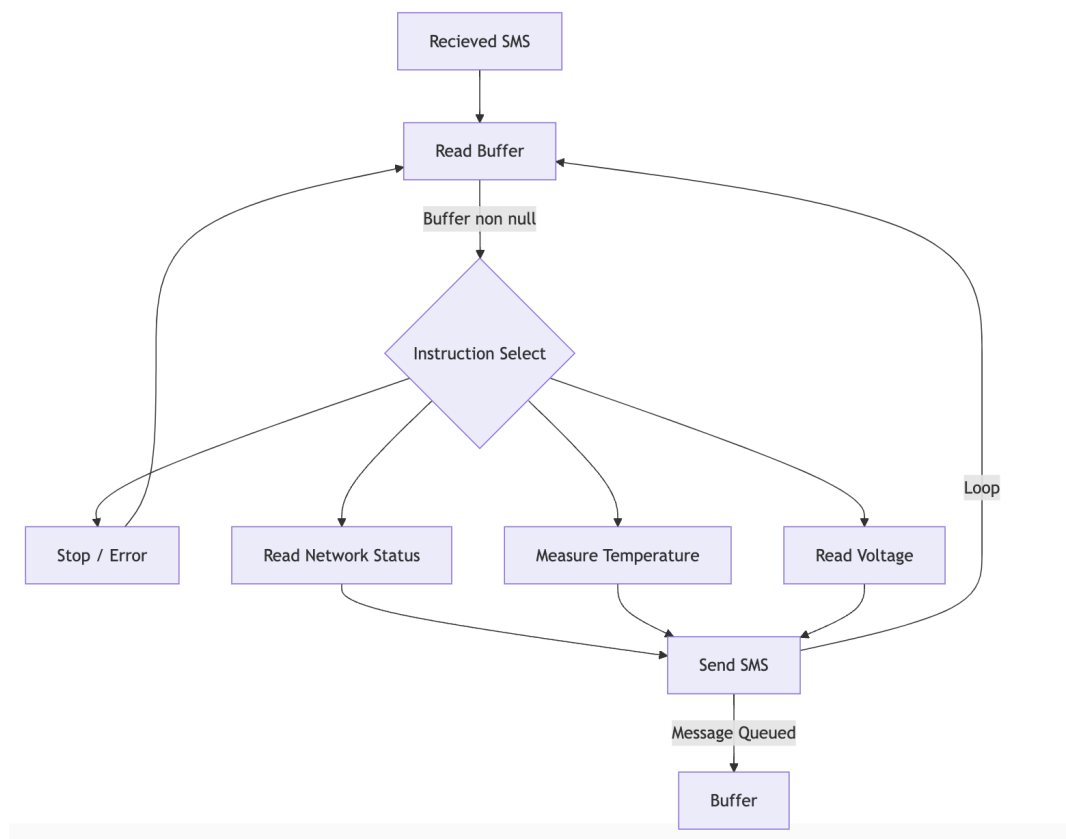 Recieved SMS
Read Buffer
Buffer non null
Instruction Select
Loop
Stop / Error
Read Network Status
Measure Temperature
Read Voltage
Send SMS
Message Queued
Buffer